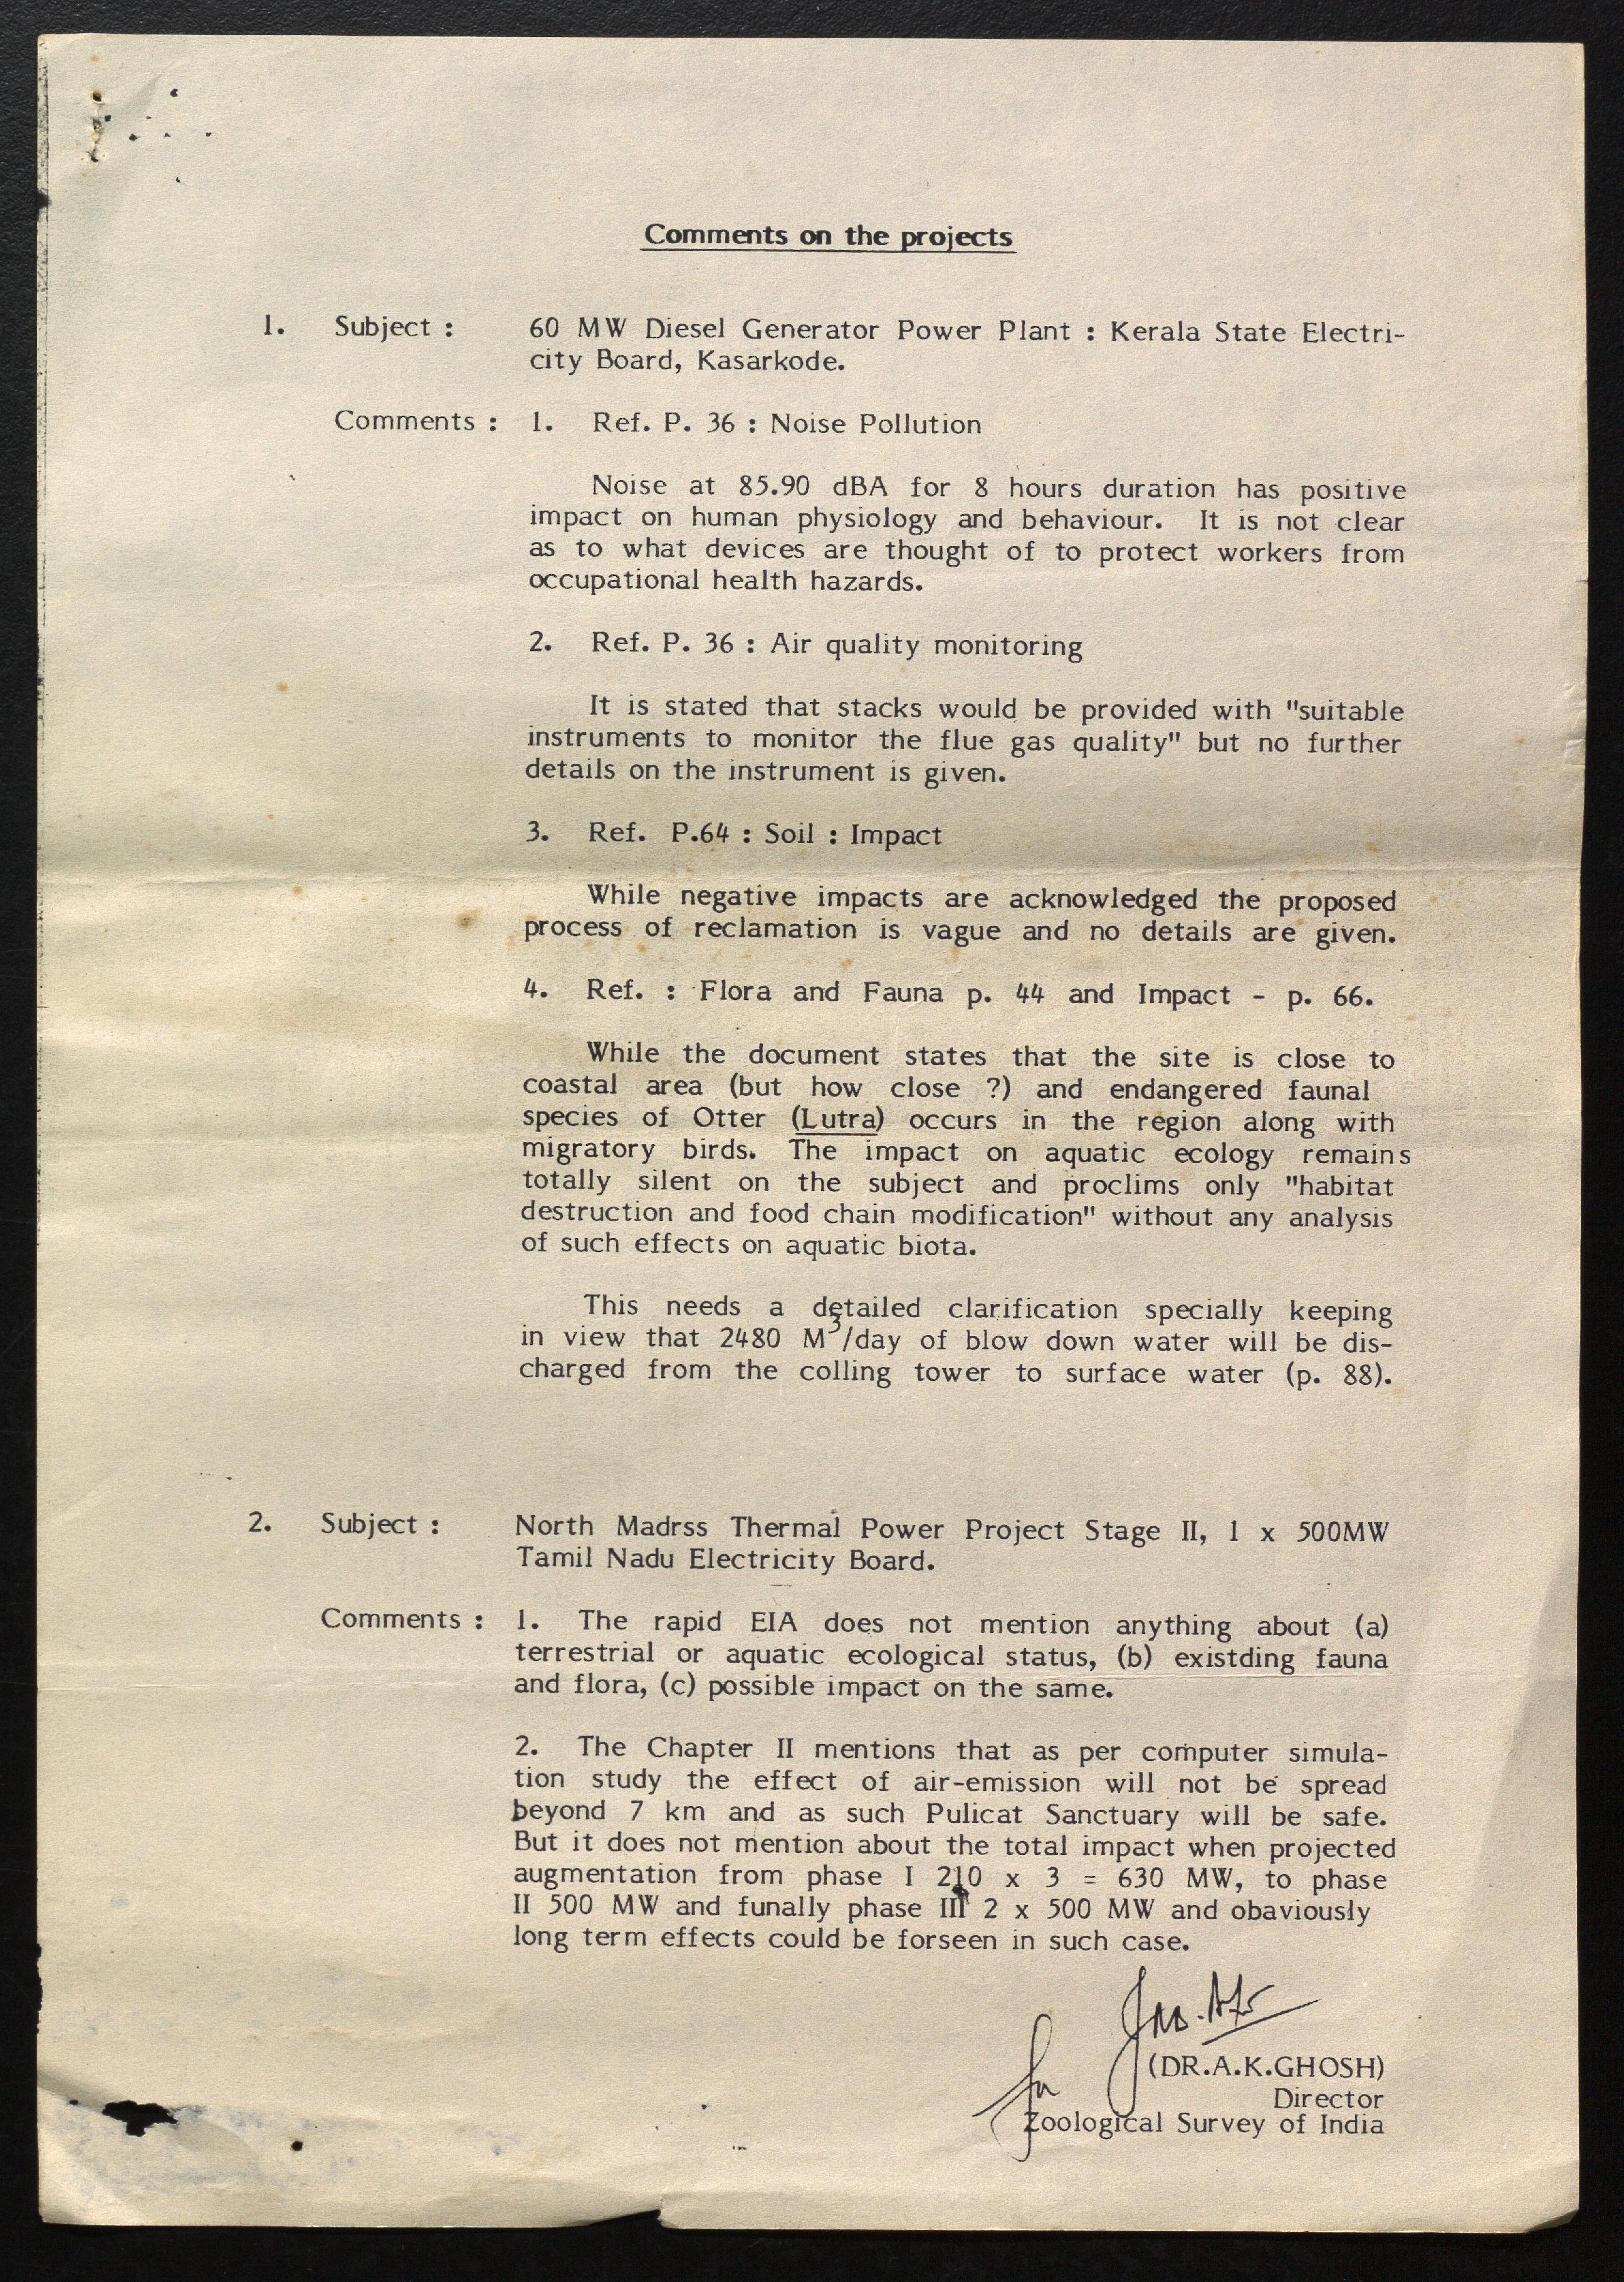 Comments on the projects
1. Subject : 60 MW Diesel Generator Power Plant : Kerala State Electri-
city Board, Kasarkode.
Comments : 1. Ref. P. 36 : Noise Pollution
Noise at 85.90 dBA for 8 hours duration has positive
impact on human physiology and behaviour. It is not clear
as to what devices are thought of to protect workers from
occupational health hazards.
2. Ref. P. 36 : Air quality monitoring
It is stated that stacks would be provided with "suitable
instruments to monitor the flue gas quality" but no further
details on the instrument is given.
3. Ref. P.64 : Soil : Impact
While negative impacts are acknowledged the proposed
process of reclamation is vague and no details are given.
4. Ref. : Flora and Fauna p. 44 and Impact - p. 66.
While the document states that the site is close to
coastal area (but how close ?) and endangered faunal
species of Otter (Lutra) occurs in the region along with
migratory birds. The impact on aquatic ecology remains
totally silent on the subject and proclims only "habitat
destruction and food chain modification" without any analysis
of such effects on aquatic biota.
This needs a detailed clarification specially keeping
in view that 2480 M³/day of blow down water will be dis-
charged from the colling tower to surface water (p. 88).
2. Subject : North Madrss Thermal Power Project Stage II, 1 x 500MW
Tamil Nadu Electricity Board.
Comments : 1. The rapid EIA does not mention anything about (a)
terrestrial or aquatic ecological status, (b) existding fauna
and flora, (c) possible impact on the same.
2. The Chapter II mentions that as per computer simula-
tion study the effect of air-emission will not be spread
beyond 7 km and as such Pulicat Sanctuary will be safe.
But it does not mention about the total impact when projected
augmentation from phase I 210 x 3 = 630 MW, to phase
II 500 MW and funally phase III 2 x 500 MW and obaviously
long term effects could be forseen in such case.
for
(DR.A.K.GHOSH)
Director
Zoological Survey of India